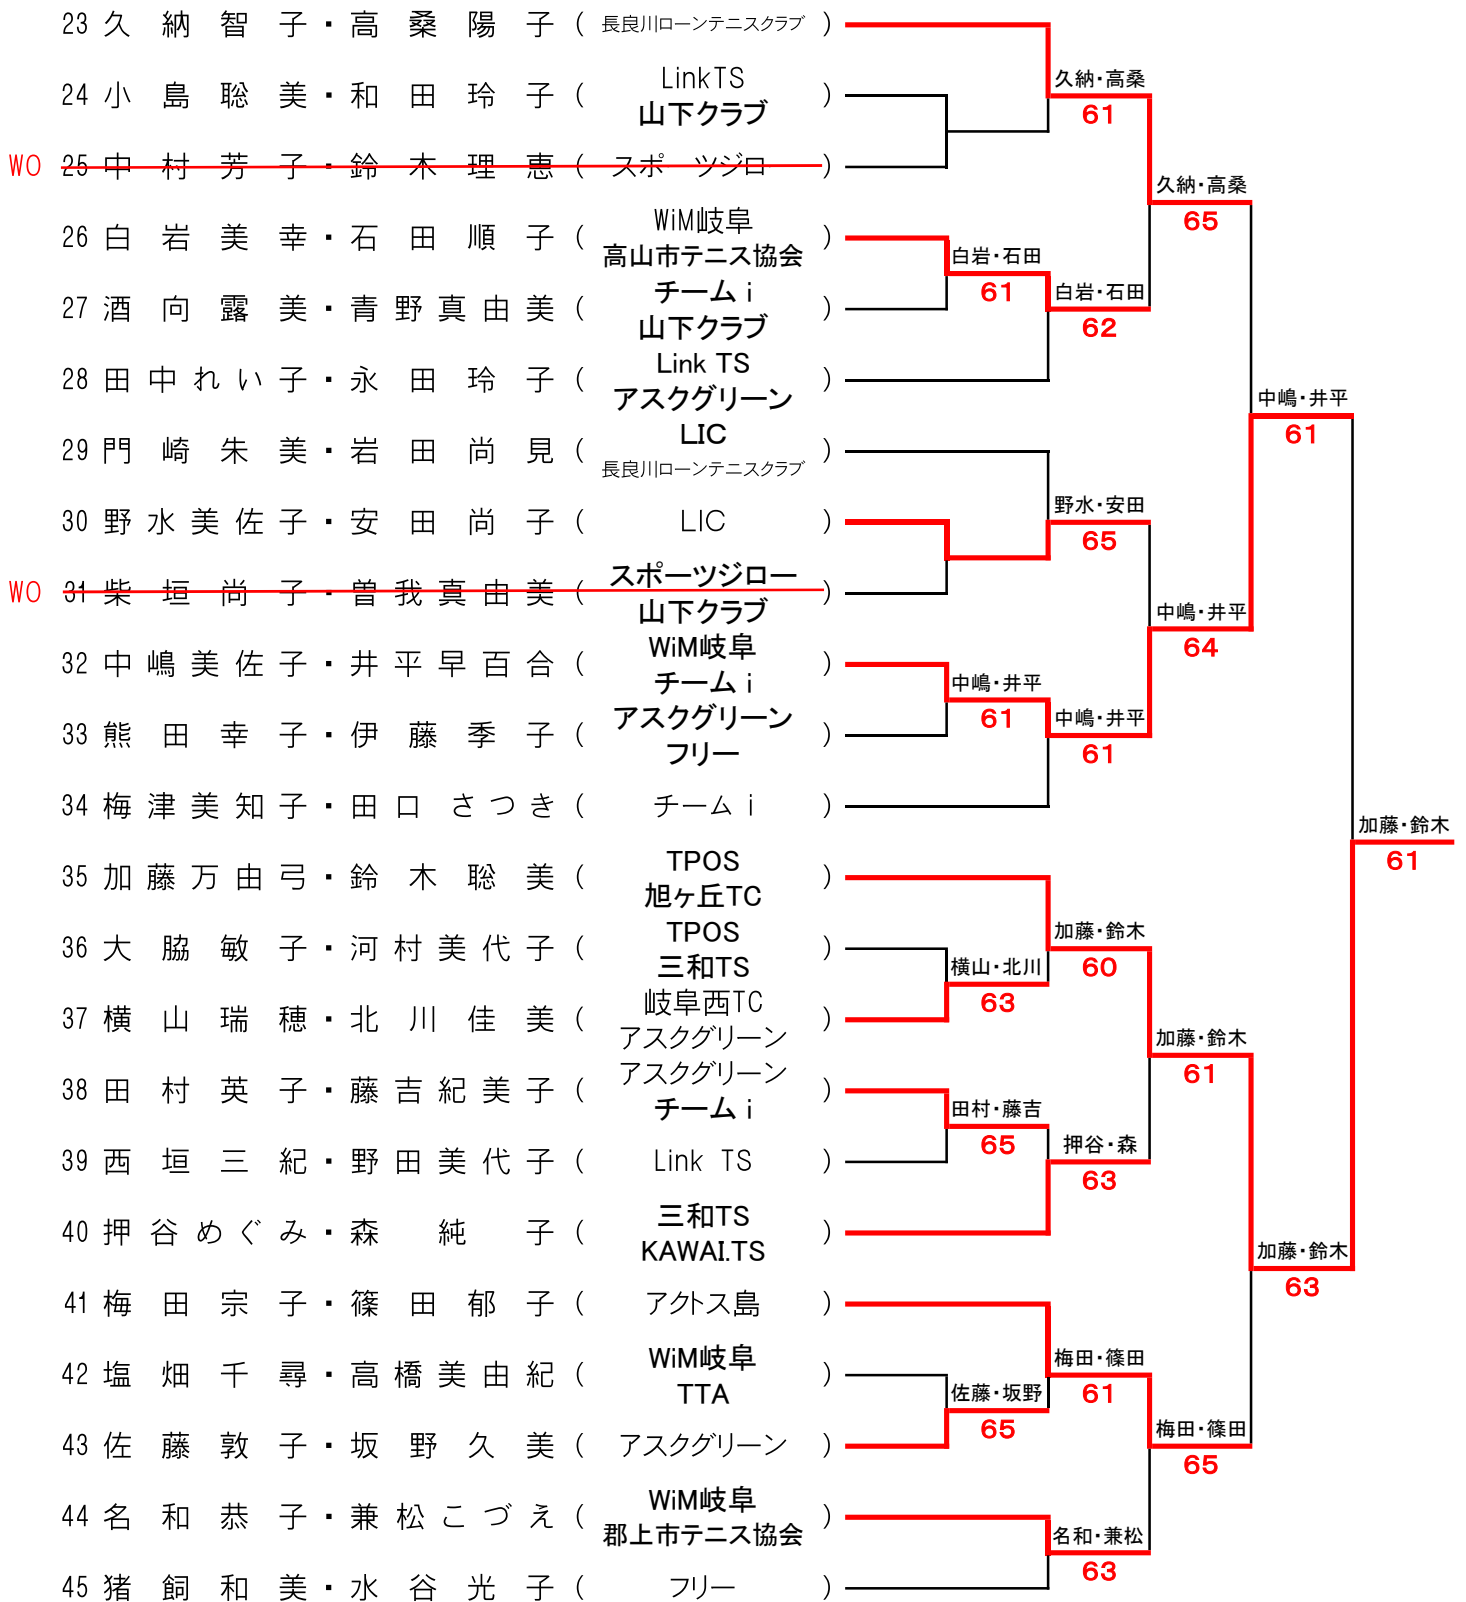 23 久納智子・高桑陽子 ( 長良川ローンテニスクラブ )
24 小島聡美・和田玲子 ( LinkTS 山下クラブ )
WO 25 中村芳子・鈴木理恵 ( スポーツジロ )
26 白岩美幸・石田順子 ( WiM岐阜 高山市テニス協会 )
27 酒向露美・青野真由美 ( チームi 山下クラブ )
28 田中れい子・永田玲子 ( Link TS アスクグリーン )
29 門崎朱美・岩田尚見 ( LIC 長良川ローンテニスクラブ )
30 野水美佐子・安田尚子 ( LIC )
WO 31 柴垣尚子・曽我真由美 ( スポーツジロー 山下クラブ )
32 中嶋美佐子・井平早百合 ( WiM岐阜 チームi )
33 熊田幸子・伊藤季子 ( アスクグリーン フリー )
34 梅津美知子・田口さつき ( チームi )
35 加藤万由弓・鈴木聡美 ( TPOS 旭ヶ丘TC )
36 大脇敏子・河村美代子 ( TPOS 三和TS )
37 横山瑞穂・北川佳美 ( 岐阜西TC アスクグリーン )
38 田村英子・藤吉紀美子 ( アスクグリーン チームi )
39 西垣三紀・野田美代子 ( Link TS )
40 押谷めぐみ・森純子 ( 三和TS KAWAI.TS )
41 梅田宗子・篠田郁子 ( アクトス島 )
42 塩畑千尋・高橋美由紀 ( WiM岐阜 TTA )
43 佐藤敦子・坂野久美 ( アスクグリーン )
44 名和恭子・兼松こづえ ( WiM岐阜 郡上市テニス協会 )
45 猪飼和美・水谷光子 ( フリー )
白岩・石田
61
中嶋・井平
61
横山・北川
63
田村・藤吉
65
佐藤・坂野
65
久納・高桑
61
白岩・石田
62
野水・安田
65
中嶋・井平
61
加藤・鈴木
60
押谷・森
63
梅田・篠田
61
名和・兼松
63
久納・高桑
65
中嶋・井平
64
加藤・鈴木
61
梅田・篠田
65
中嶋・井平
61
加藤・鈴木
63
加藤・鈴木
61